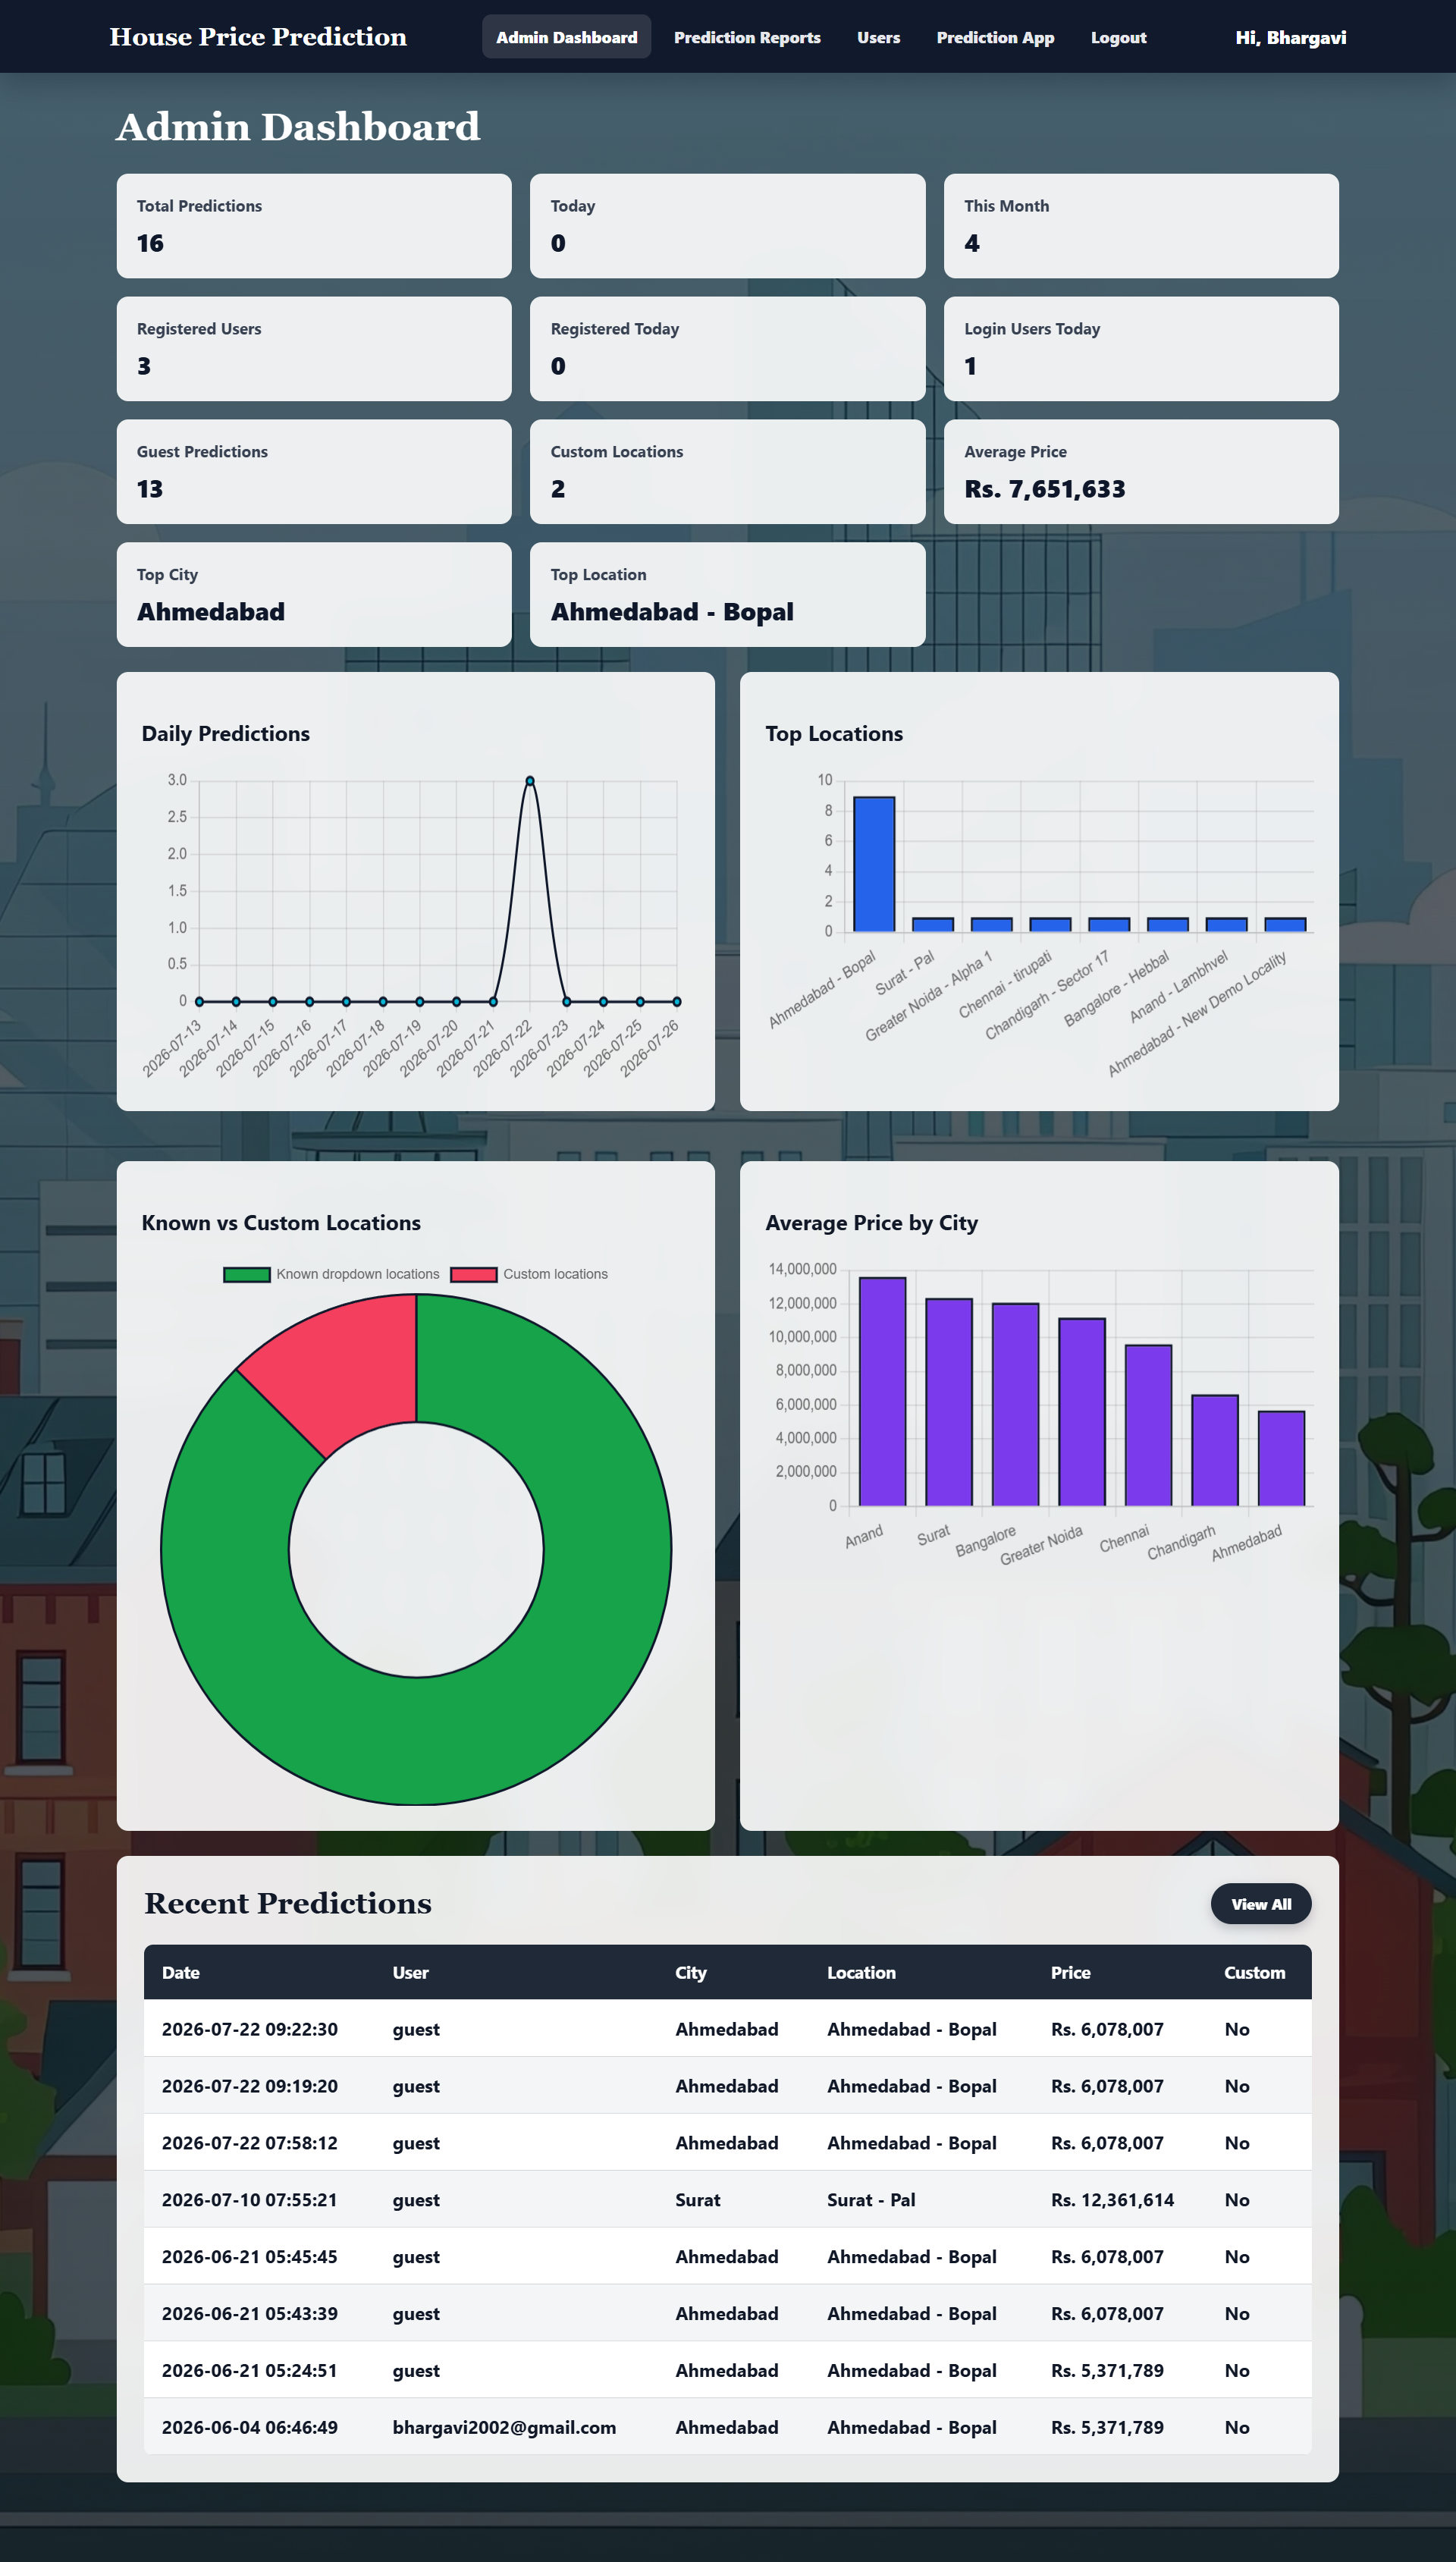 House Price Prediction
Admin Dashboard
Prediction Reports
Users
Prediction App
Logout
Hi, Bhargavi
Admin Dashboard
Total Predictions
16
Today
0
This Month
4
Registered Users
3
Registered Today
0
Login Users Today
1
Guest Predictions
13
Custom Locations
2
Average Price
Rs. 7,651,633
Top City
Ahmedabad
Top Location
Ahmedabad - Bopal
Daily Predictions
3.0
2.5
2.0
1.5
1.0
0.5
0
2026-07-13
2026-07-14
2026-07-15
2026-07-16
2026-07-17
2026-07-18
2026-07-19
2026-07-20
2026-07-21
2026-07-22
2026-07-23
2026-07-24
2026-07-25
2026-07-26
Top Locations
10
8
6
4
2
0
Ahmedabad - Bopal
Surat - Pal
Greater Noida - Alpha 1
Chennai - tirupati
Chandigarh - Sector 17
Bangalore - Hebbal
Anand - Lambhvel
Ahmedabad - New Demo Locality
Known vs Custom Locations
Known dropdown locations
Custom locations
Average Price by City
14,000,000
12,000,000
10,000,000
8,000,000
6,000,000
4,000,000
2,000,000
0
Anand
Surat
Bangalore
Greater Noida
Chennai
Chandigarh
Ahmedabad
Recent Predictions
View All
Date User City Location Price Custom
2026-07-22 09:22:30 guest Ahmedabad Ahmedabad - Bopal Rs. 6,078,007 No
2026-07-22 09:19:20 guest Ahmedabad Ahmedabad - Bopal Rs. 6,078,007 No
2026-07-22 07:58:12 guest Ahmedabad Ahmedabad - Bopal Rs. 6,078,007 No
2026-07-10 07:55:21 guest Surat Surat - Pal Rs. 12,361,614 No
2026-06-21 05:45:45 guest Ahmedabad Ahmedabad - Bopal Rs. 6,078,007 No
2026-06-21 05:43:39 guest Ahmedabad Ahmedabad - Bopal Rs. 6,078,007 No
2026-06-21 05:24:51 guest Ahmedabad Ahmedabad - Bopal Rs. 5,371,789 No
2026-06-04 06:46:49 bhargavi2002@gmail.com Ahmedabad Ahmedabad - Bopal Rs. 5,371,789 No